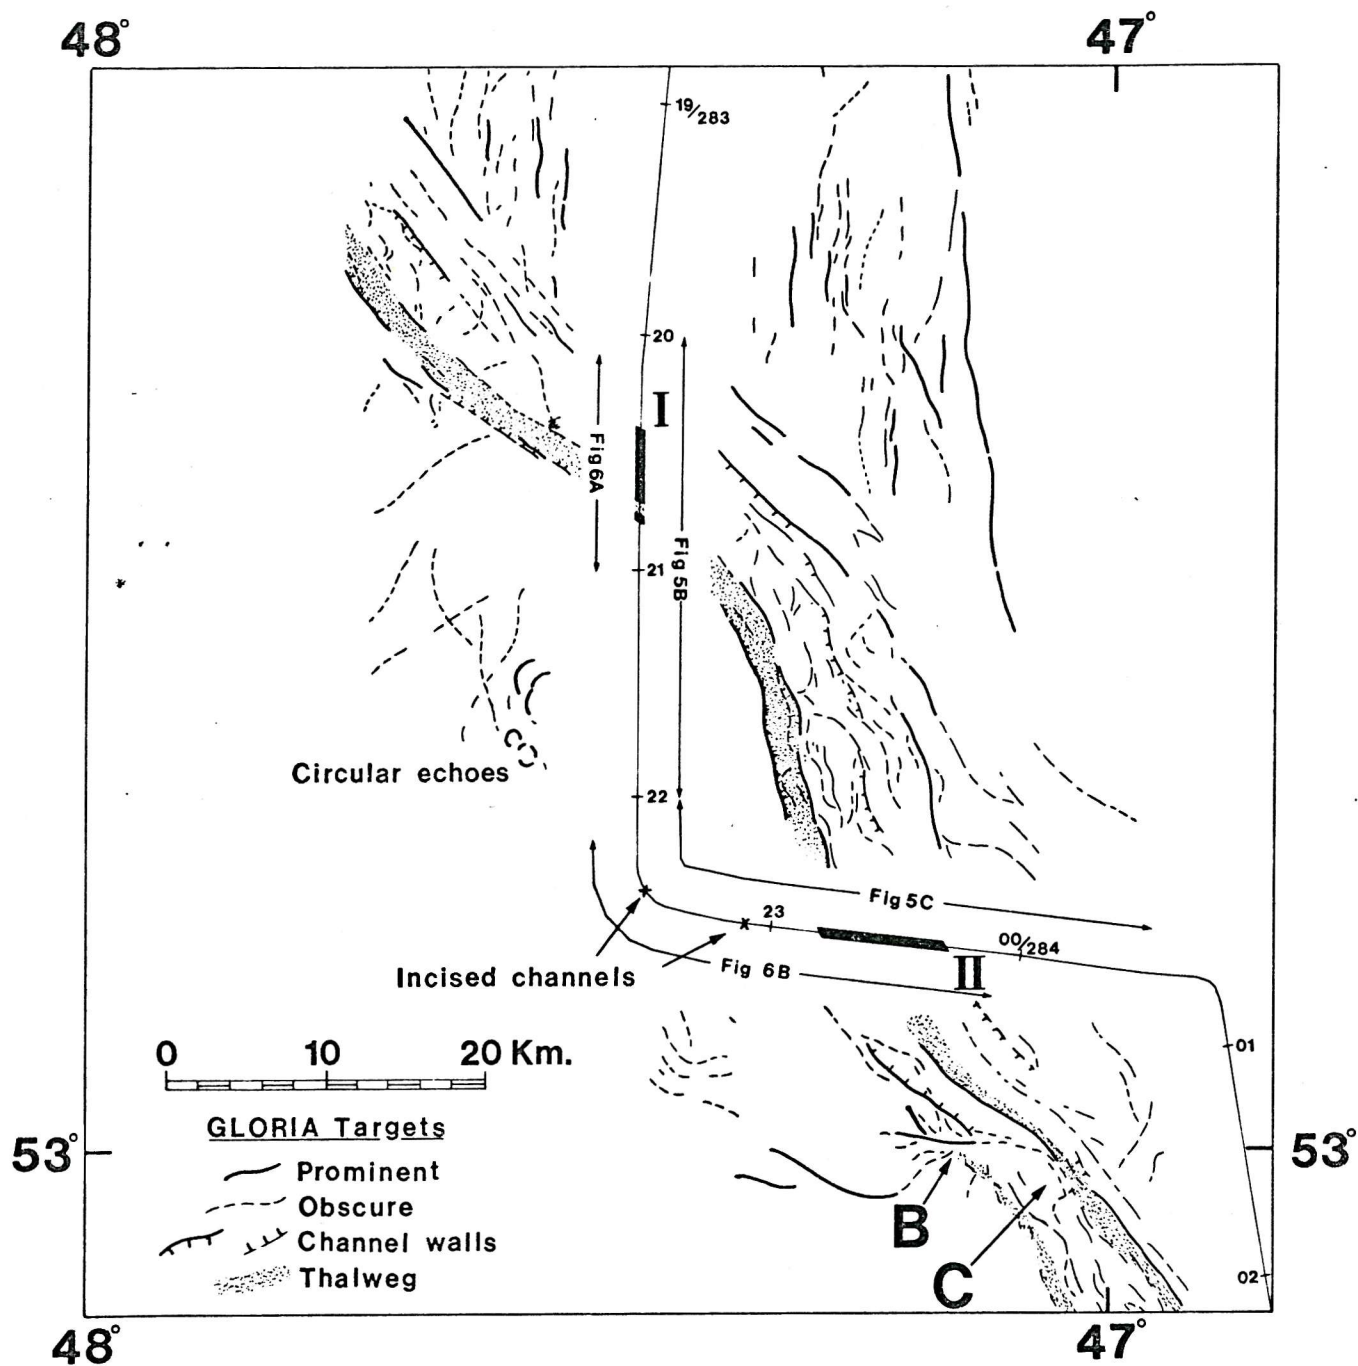 48°
47°
19/283
20
I
Fig 6A
Fig 5B
21
Circular echoes
22
Fig 5C
23
00/284
Incised channels
Fig 6B
II
01
0 10 20 Km.
GLORIA Targets
53°
53°
Prominent
Obscure
B
Channel walls
C
Thalweg
02
48°
47°